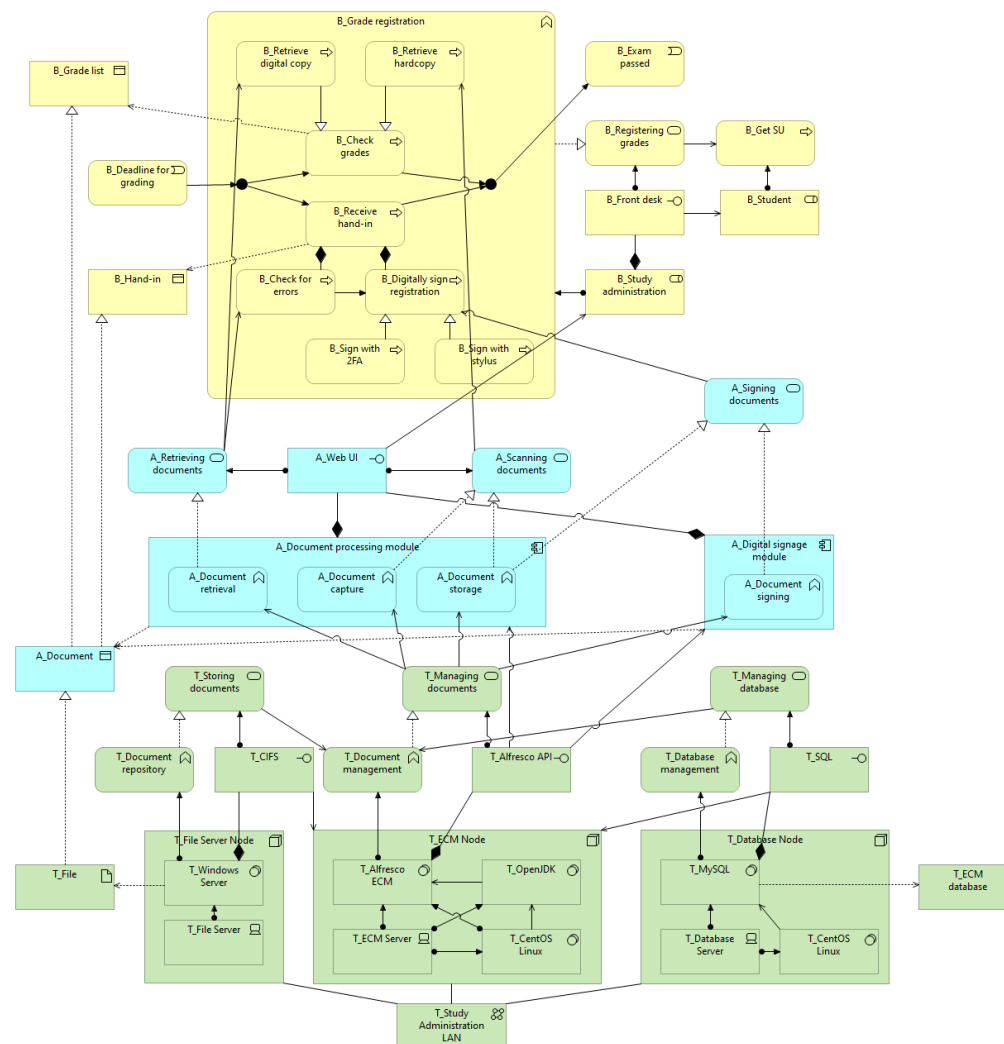 B_Grade registration
B_Retrieve
digital copy
B_Retrieve
hardcopy
B_Exam
passed
B_Grade list
B_Check
grades
B_Registering
grades
B_Get SU
B_Deadline for
grading
B_Receive
hand-in
B_Front desk
B_Student
B_Hand-in
B_Check for
errors
B_Digitally sign
registration
B_Study
administration
B_Sign with
2FA
B_Sign with
stylus
A_Signing
documents
A_Retrieving
documents
A_Web UI
A_Scanning
documents
A_Document processing module
A_Digital signage
module
A_Document
retrieval
A_Document
capture
A_Document
storage
A_Document
signing
A_Document
T_Storing
documents
T_Managing
documents
T_Managing
database
T_Document
repository
T_CIFS
T_Document
management
T_Alfresco API
T_Database
management
T_SQL
T_File Server Node
T_ECM Node
T_Database Node
T_File
T_Windows
Server
T_Alfresco
ECM
T_OpenJDK
T_MySQL
T_ECM
database
T_File Server
T_ECM Server
T_CentOS
Linux
T_Database
Server
T_CentOS
Linux
T_Study
Administration
LAN